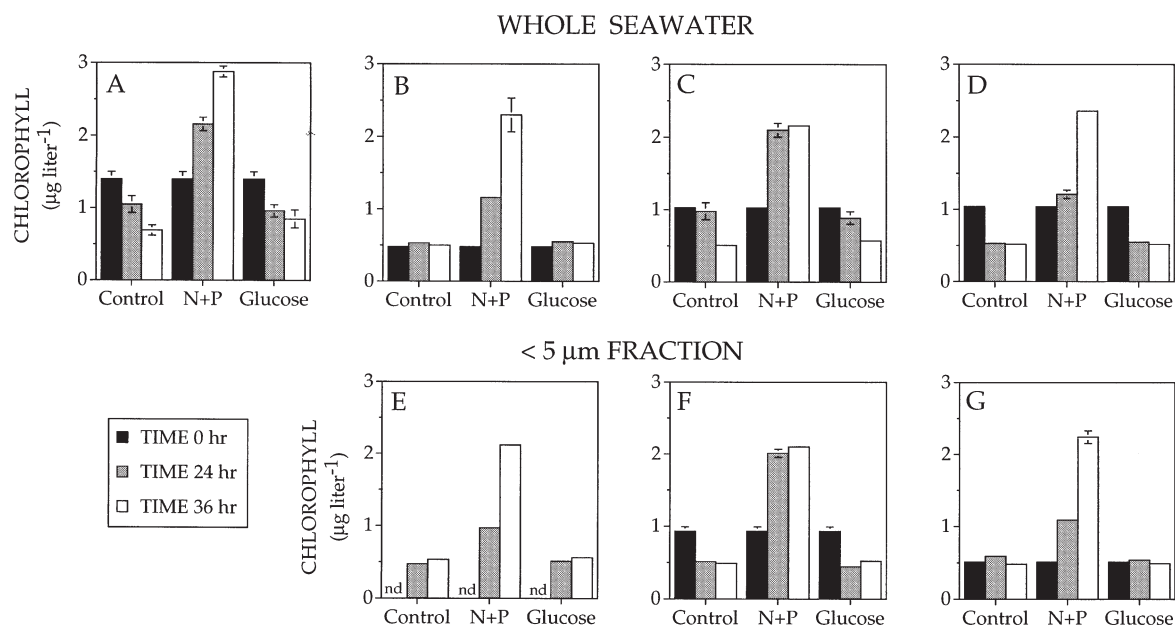 WHOLE SEAWATER
CHLOROPHYLL
(µg liter-1)
A
3
2
1
0
Control N+P Glucose
B
3
2
1
0
Control N+P Glucose
C
3
2
1
0
Control N+P Glucose
D
3
2
1
0
Control N+P Glucose
< 5 µm FRACTION
TIME 0 hr
TIME 24 hr
TIME 36 hr
CHLOROPHYLL
(µg liter-1)
E
3
2
1
0
nd nd nd
Control N+P Glucose
F
3
2
1
0
Control N+P Glucose
G
3
2
1
0
Control N+P Glucose